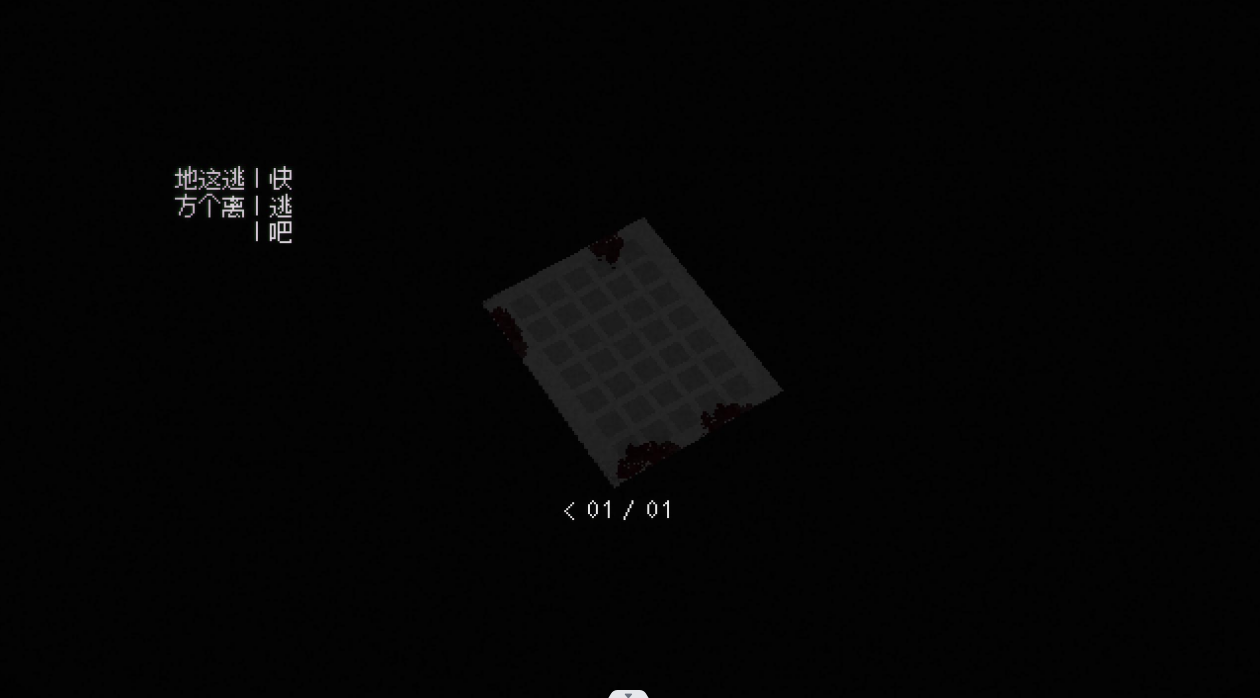 快逃吧
———
逃离
这个
地方
< 01 / 01